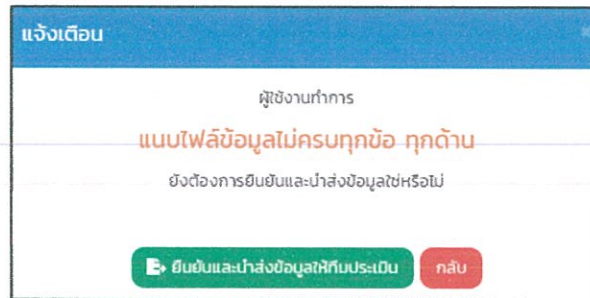 แจ้งเตือน
ผู้ใช้งานทำการ
แนบไฟล์ข้อมูลไม่ครบทุกข้อ ทุกด้าน
ยังต้องการยืนยันและนำส่งข้อมูลใช่หรือไม่
ยืนยันและนำส่งข้อมูลให้ทีมประเมิน
กลับ